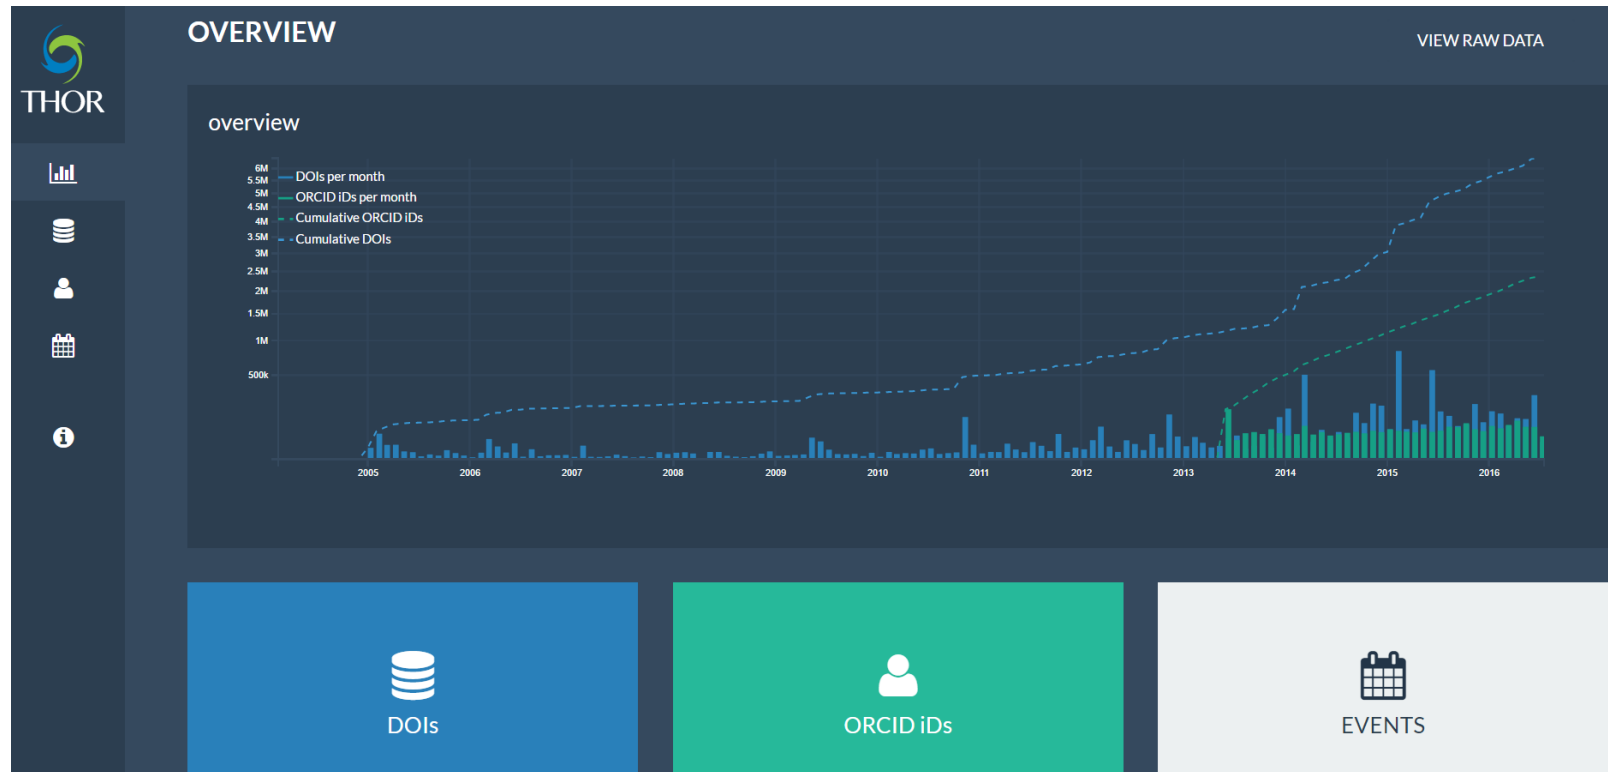 OVERVIEW
VIEW RAW DATA
THOR
overview
6M
5.5M
5M
4.5M
4M
3.5M
3M
2.5M
2M
1.5M
1M
500k
DOIs per month
ORCID iDs per month
Cumulative ORCID iDs
Cumulative DOIs
2005 2006 2007 2008 2009 2010 2011 2012 2013 2014 2015 2016
DOIs
ORCID iDs
EVENTS